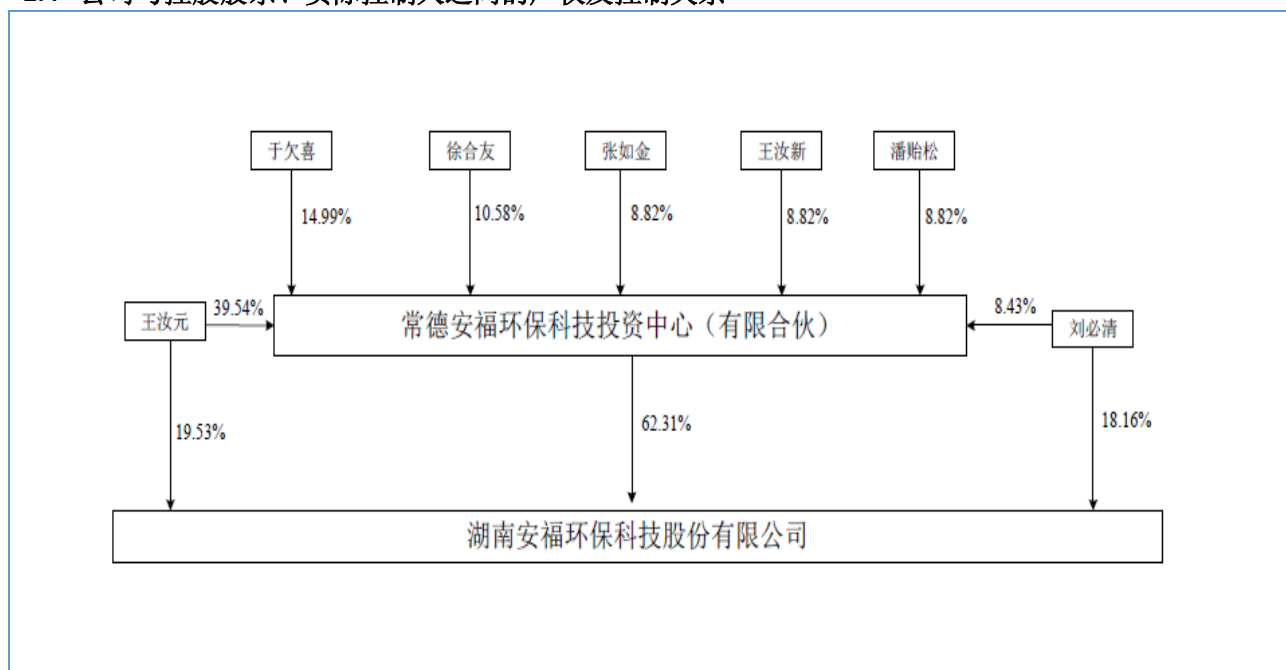 于欠喜
徐合友
张如金
王汝新
潘贻松
14.99%
10.58%
8.82%
8.82%
8.82%
王汝元
39.54%
常德安福环保科技投资中心（有限合伙）
8.43%
刘必清
19.53%
62.31%
18.16%
湖南安福环保科技股份有限公司